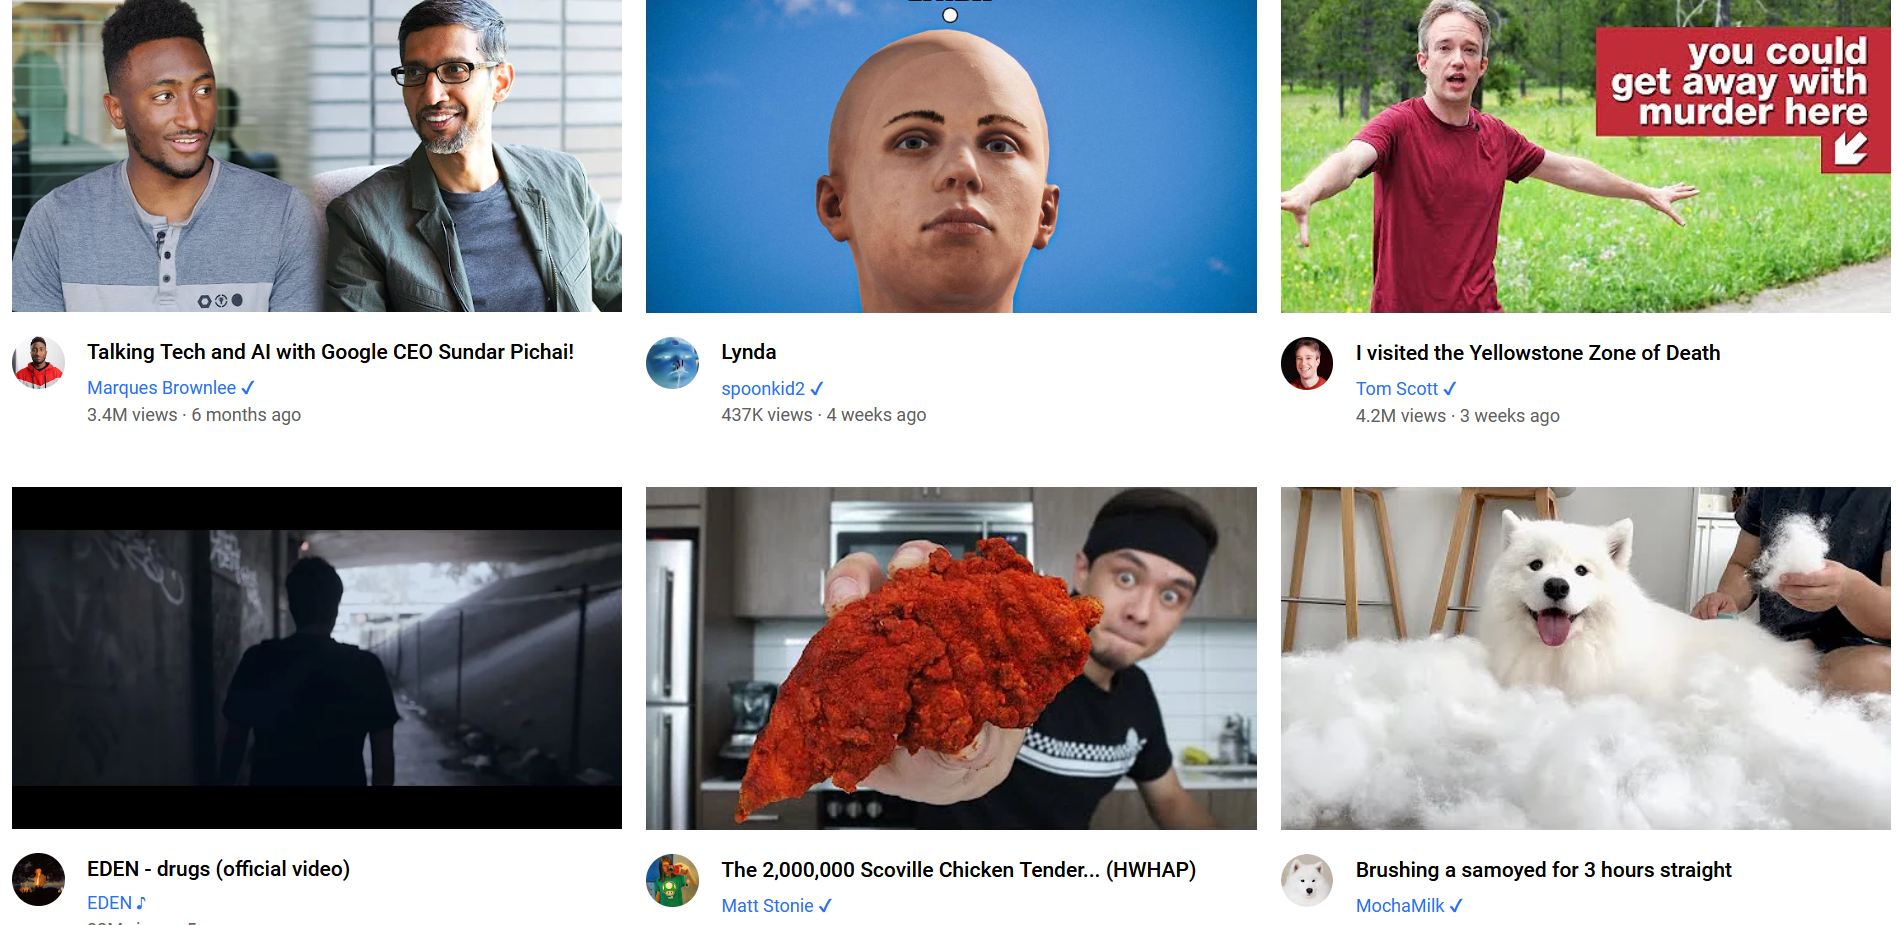 you could
get away with
murder here
Talking Tech and AI with Google CEO Sundar Pichai!
Marques Brownlee ✓
3.4M views · 6 months ago
Lynda
spoonkid2 ✓
437K views · 4 weeks ago
I visited the Yellowstone Zone of Death
Tom Scott ✓
4.2M views · 3 weeks ago
EDEN - drugs (official video)
EDEN ♪
The 2,000,000 Scoville Chicken Tender... (HWHAP)
Matt Stonie ✓
Brushing a samoyed for 3 hours straight
MochaMilk ✓